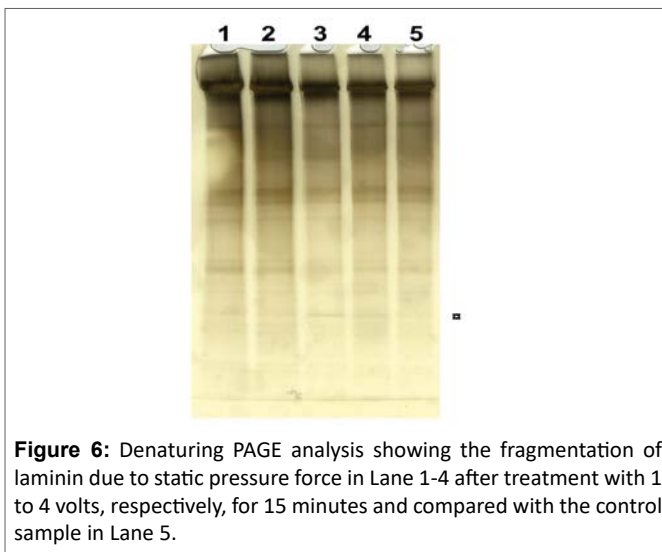 1 2 3 4 5
Figure 6: Denaturing PAGE analysis showing the fragmentation of
laminin due to static pressure force in Lane 1-4 after treatment with 1
to 4 volts, respectively, for 15 minutes and compared with the control
sample in Lane 5.